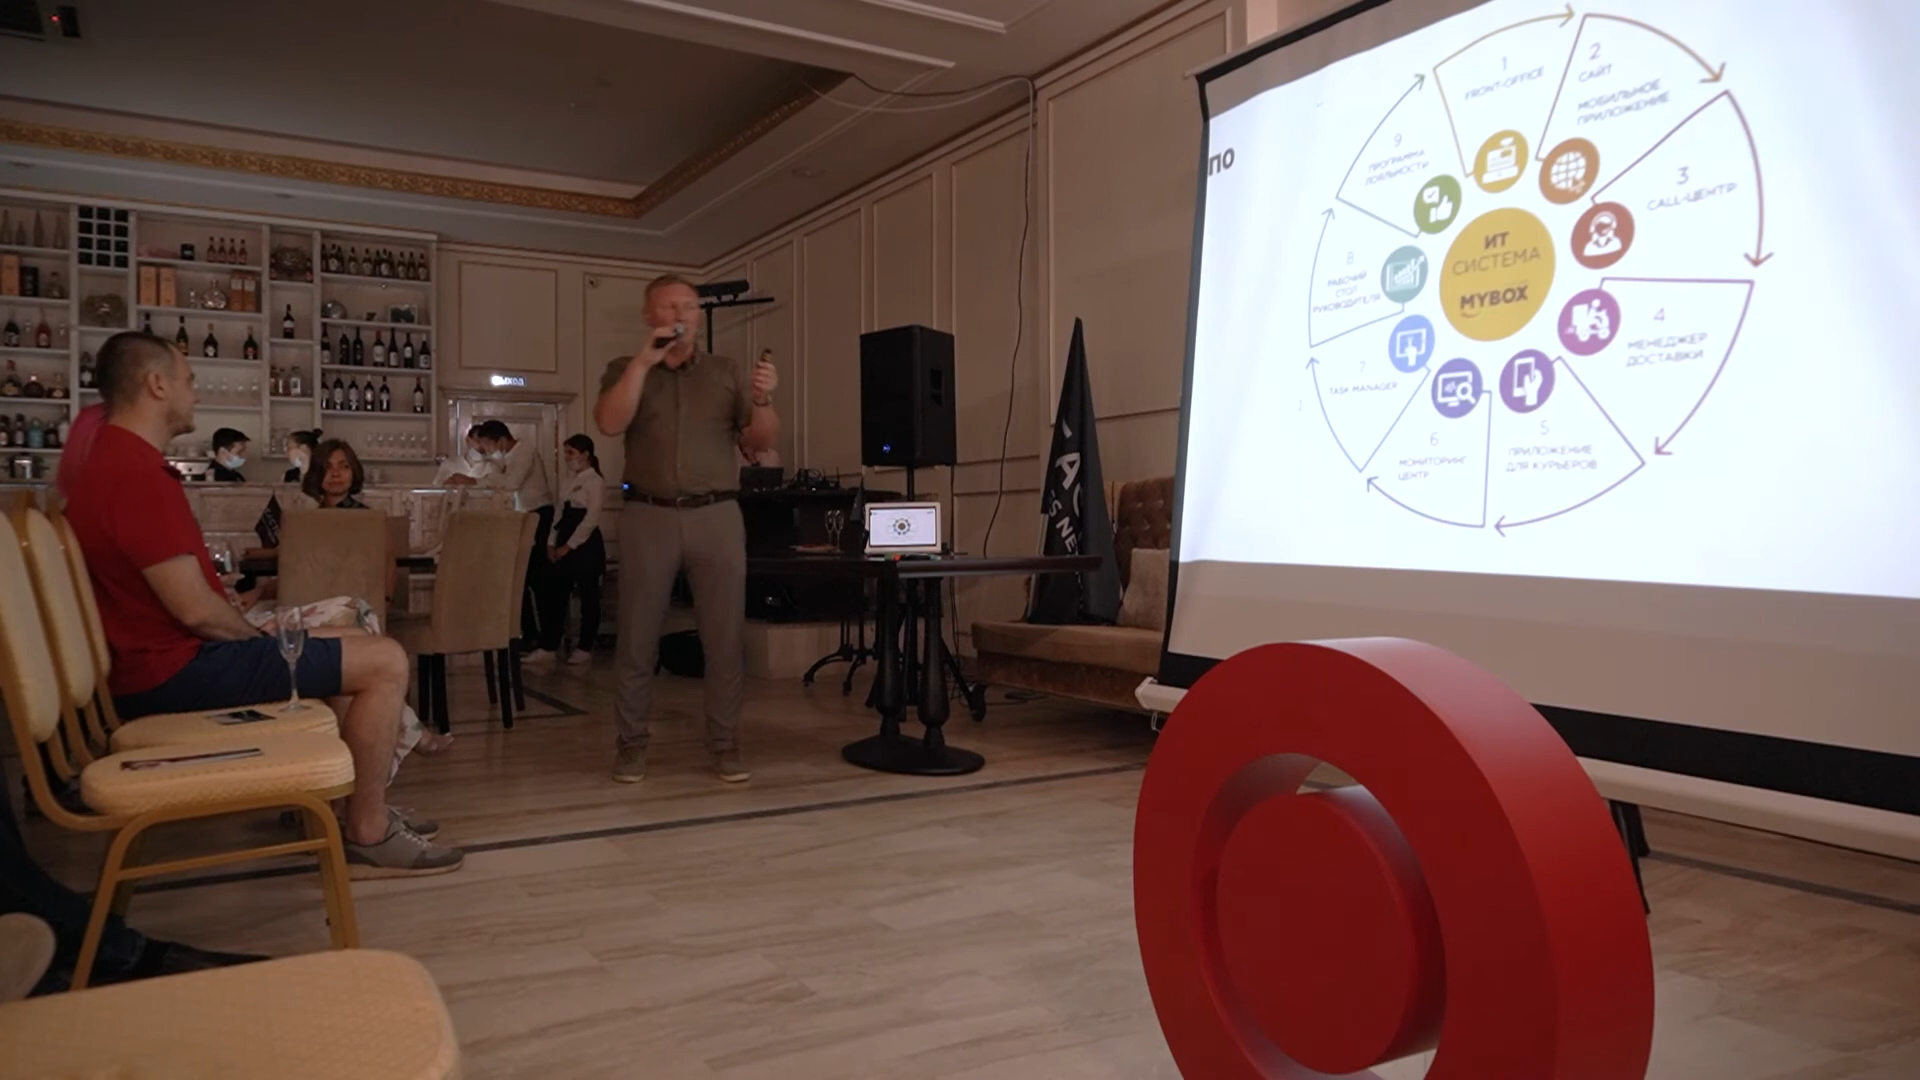 ПО
1
FRONT-OFFICE
2
САЙТ
МОБИЛЬНОЕ
ПРИЛОЖЕНИЕ
3
CALL-ЦЕНТР
4
МЕНЕДЖЕР
ДОСТАВКИ
5
ПРИЛОЖЕНИЕ
ДЛЯ КУРЬЕРОВ
6
МОНИТОРИНГ
ЦЕНТР
7
TASK MANAGER
8
РАБОЧИЙ
СТОЛ
РУКОВОДИТЕЛЯ
9
ПРОГРАММА
ЛОЯЛЬНОСТИ
ИТ
СИСТЕМА
MYBOX
ВЫХОД